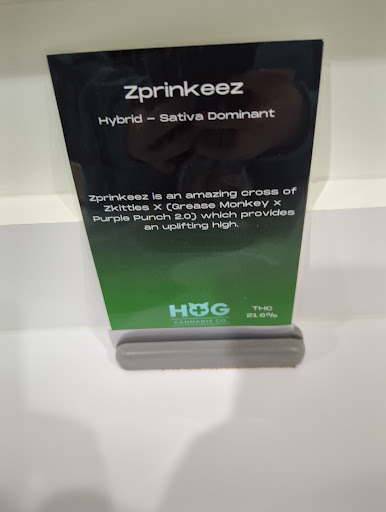 Zprinkeez
Hybrid – Sativa Dominant
Zprinkeez is an amazing cross of
Zkittles X (Grease Monkey x
Purple Punch 2.0) which provides
an uplifting high.
HOG
CANNABIS CO.
THC
21.6%